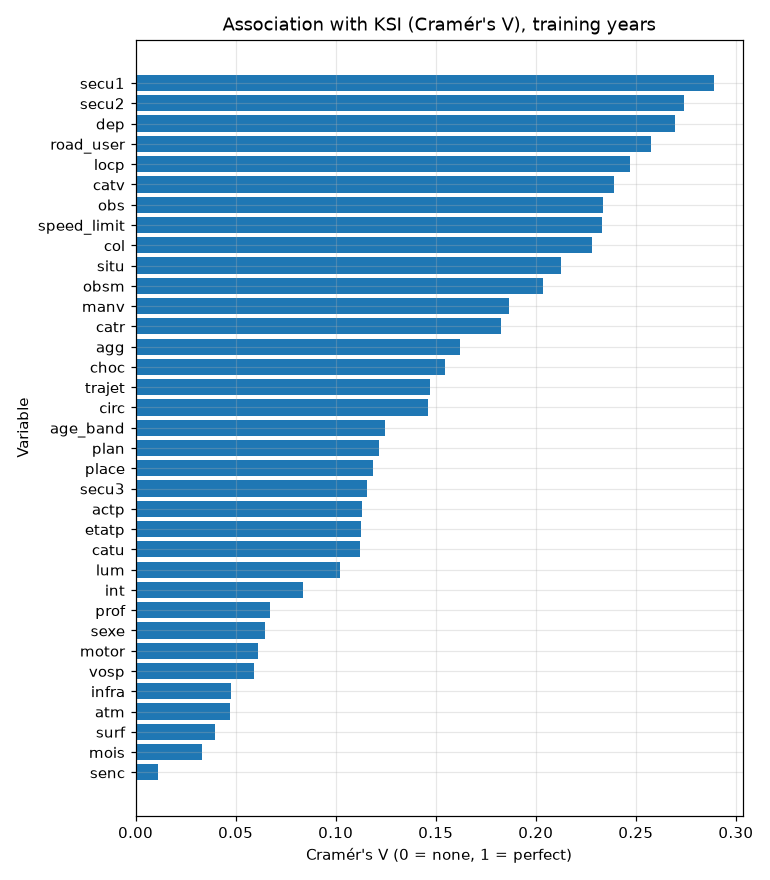 Association with KSI (Cramér's V), training years
secu1
secu2
dep
road_user
locp
catv
obs
speed_limit
col
situ
obsm
manv
catr
agg
choc
trajet
circ
age_band
plan
place
secu3
actp
etatp
catu
lum
int
prof
sexe
motor
vosp
infra
atm
surf
mois
senc
Variable
0.00 0.05 0.10 0.15 0.20 0.25 0.30
Cramér's V (0 = none, 1 = perfect)